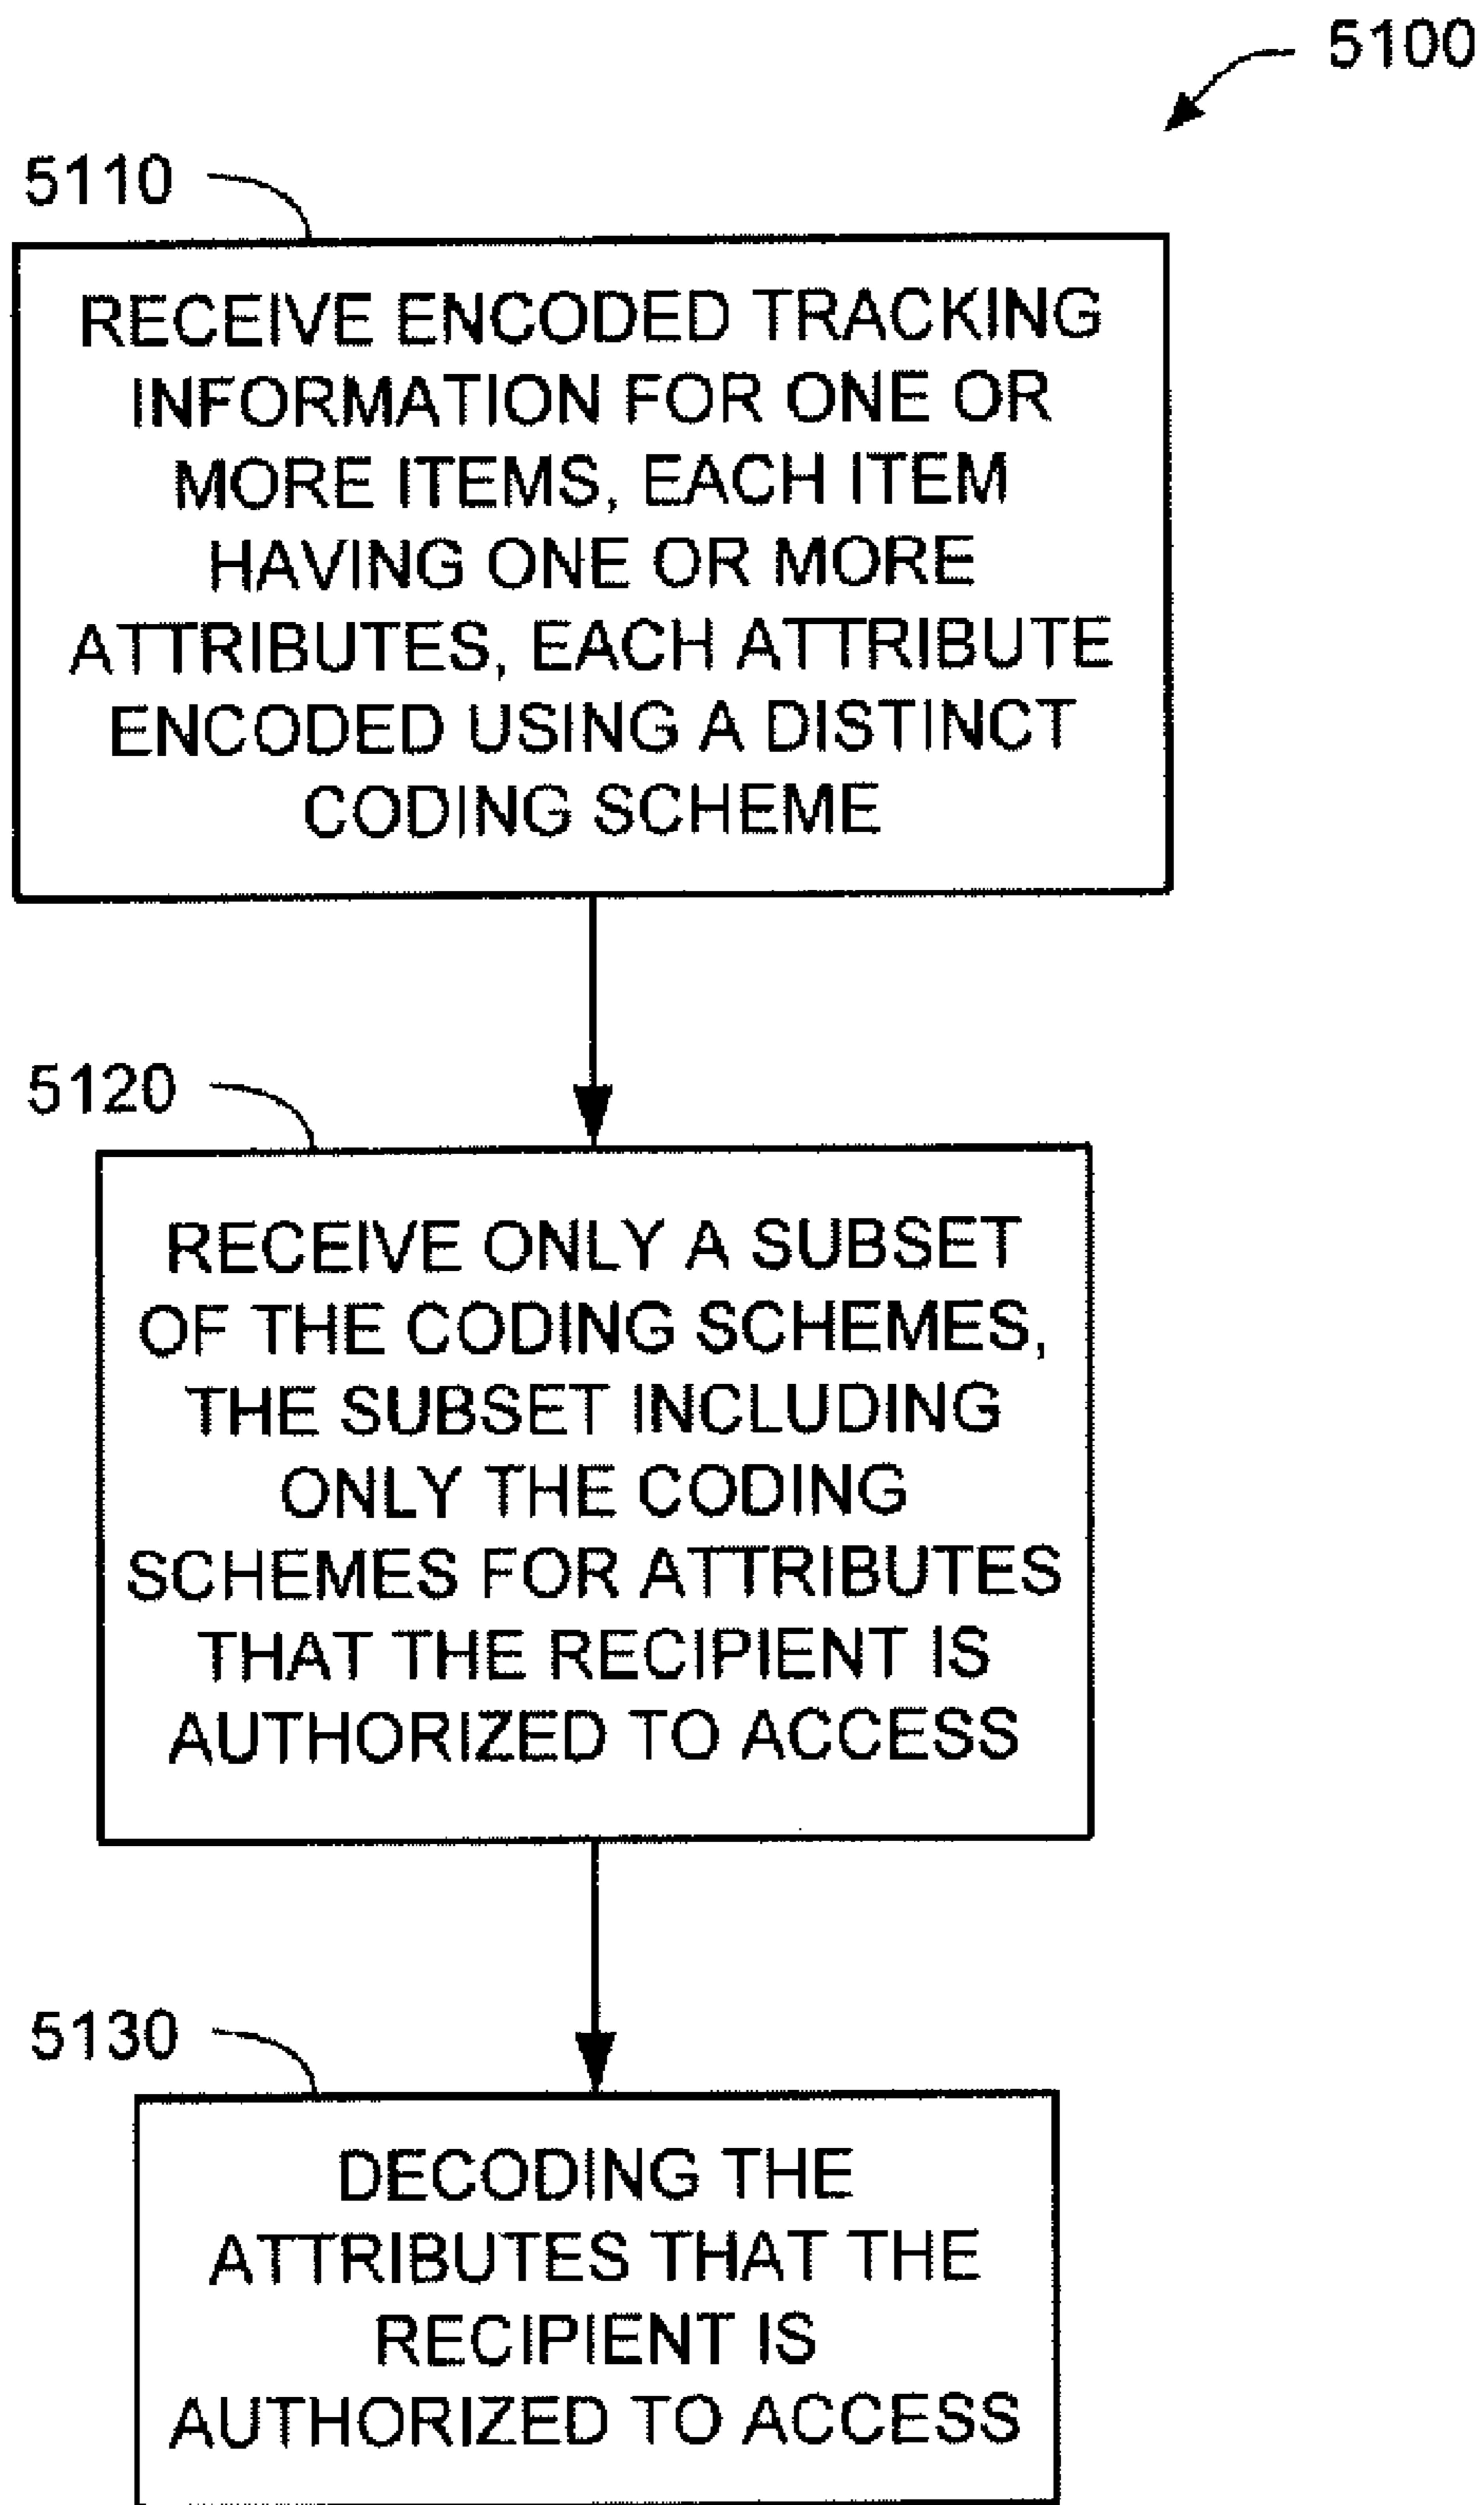 5100
5110
RECEIVE ENCODED TRACKING
INFORMATION FOR ONE OR
MORE ITEMS, EACH ITEM
HAVING ONE OR MORE
ATTRIBUTES, EACH ATTRIBUTE
ENCODED USING A DISTINCT
CODING SCHEME
5120
RECEIVE ONLY A SUBSET
OF THE CODING SCHEMES,
THE SUBSET INCLUDING
ONLY THE CODING
SCHEMES FOR ATTRIBUTES
THAT THE RECIPIENT IS
AUTHORIZED TO ACCESS
5130
DECODING THE
ATTRIBUTES THAT THE
RECIPIENT IS
AUTHORIZED TO ACCESS